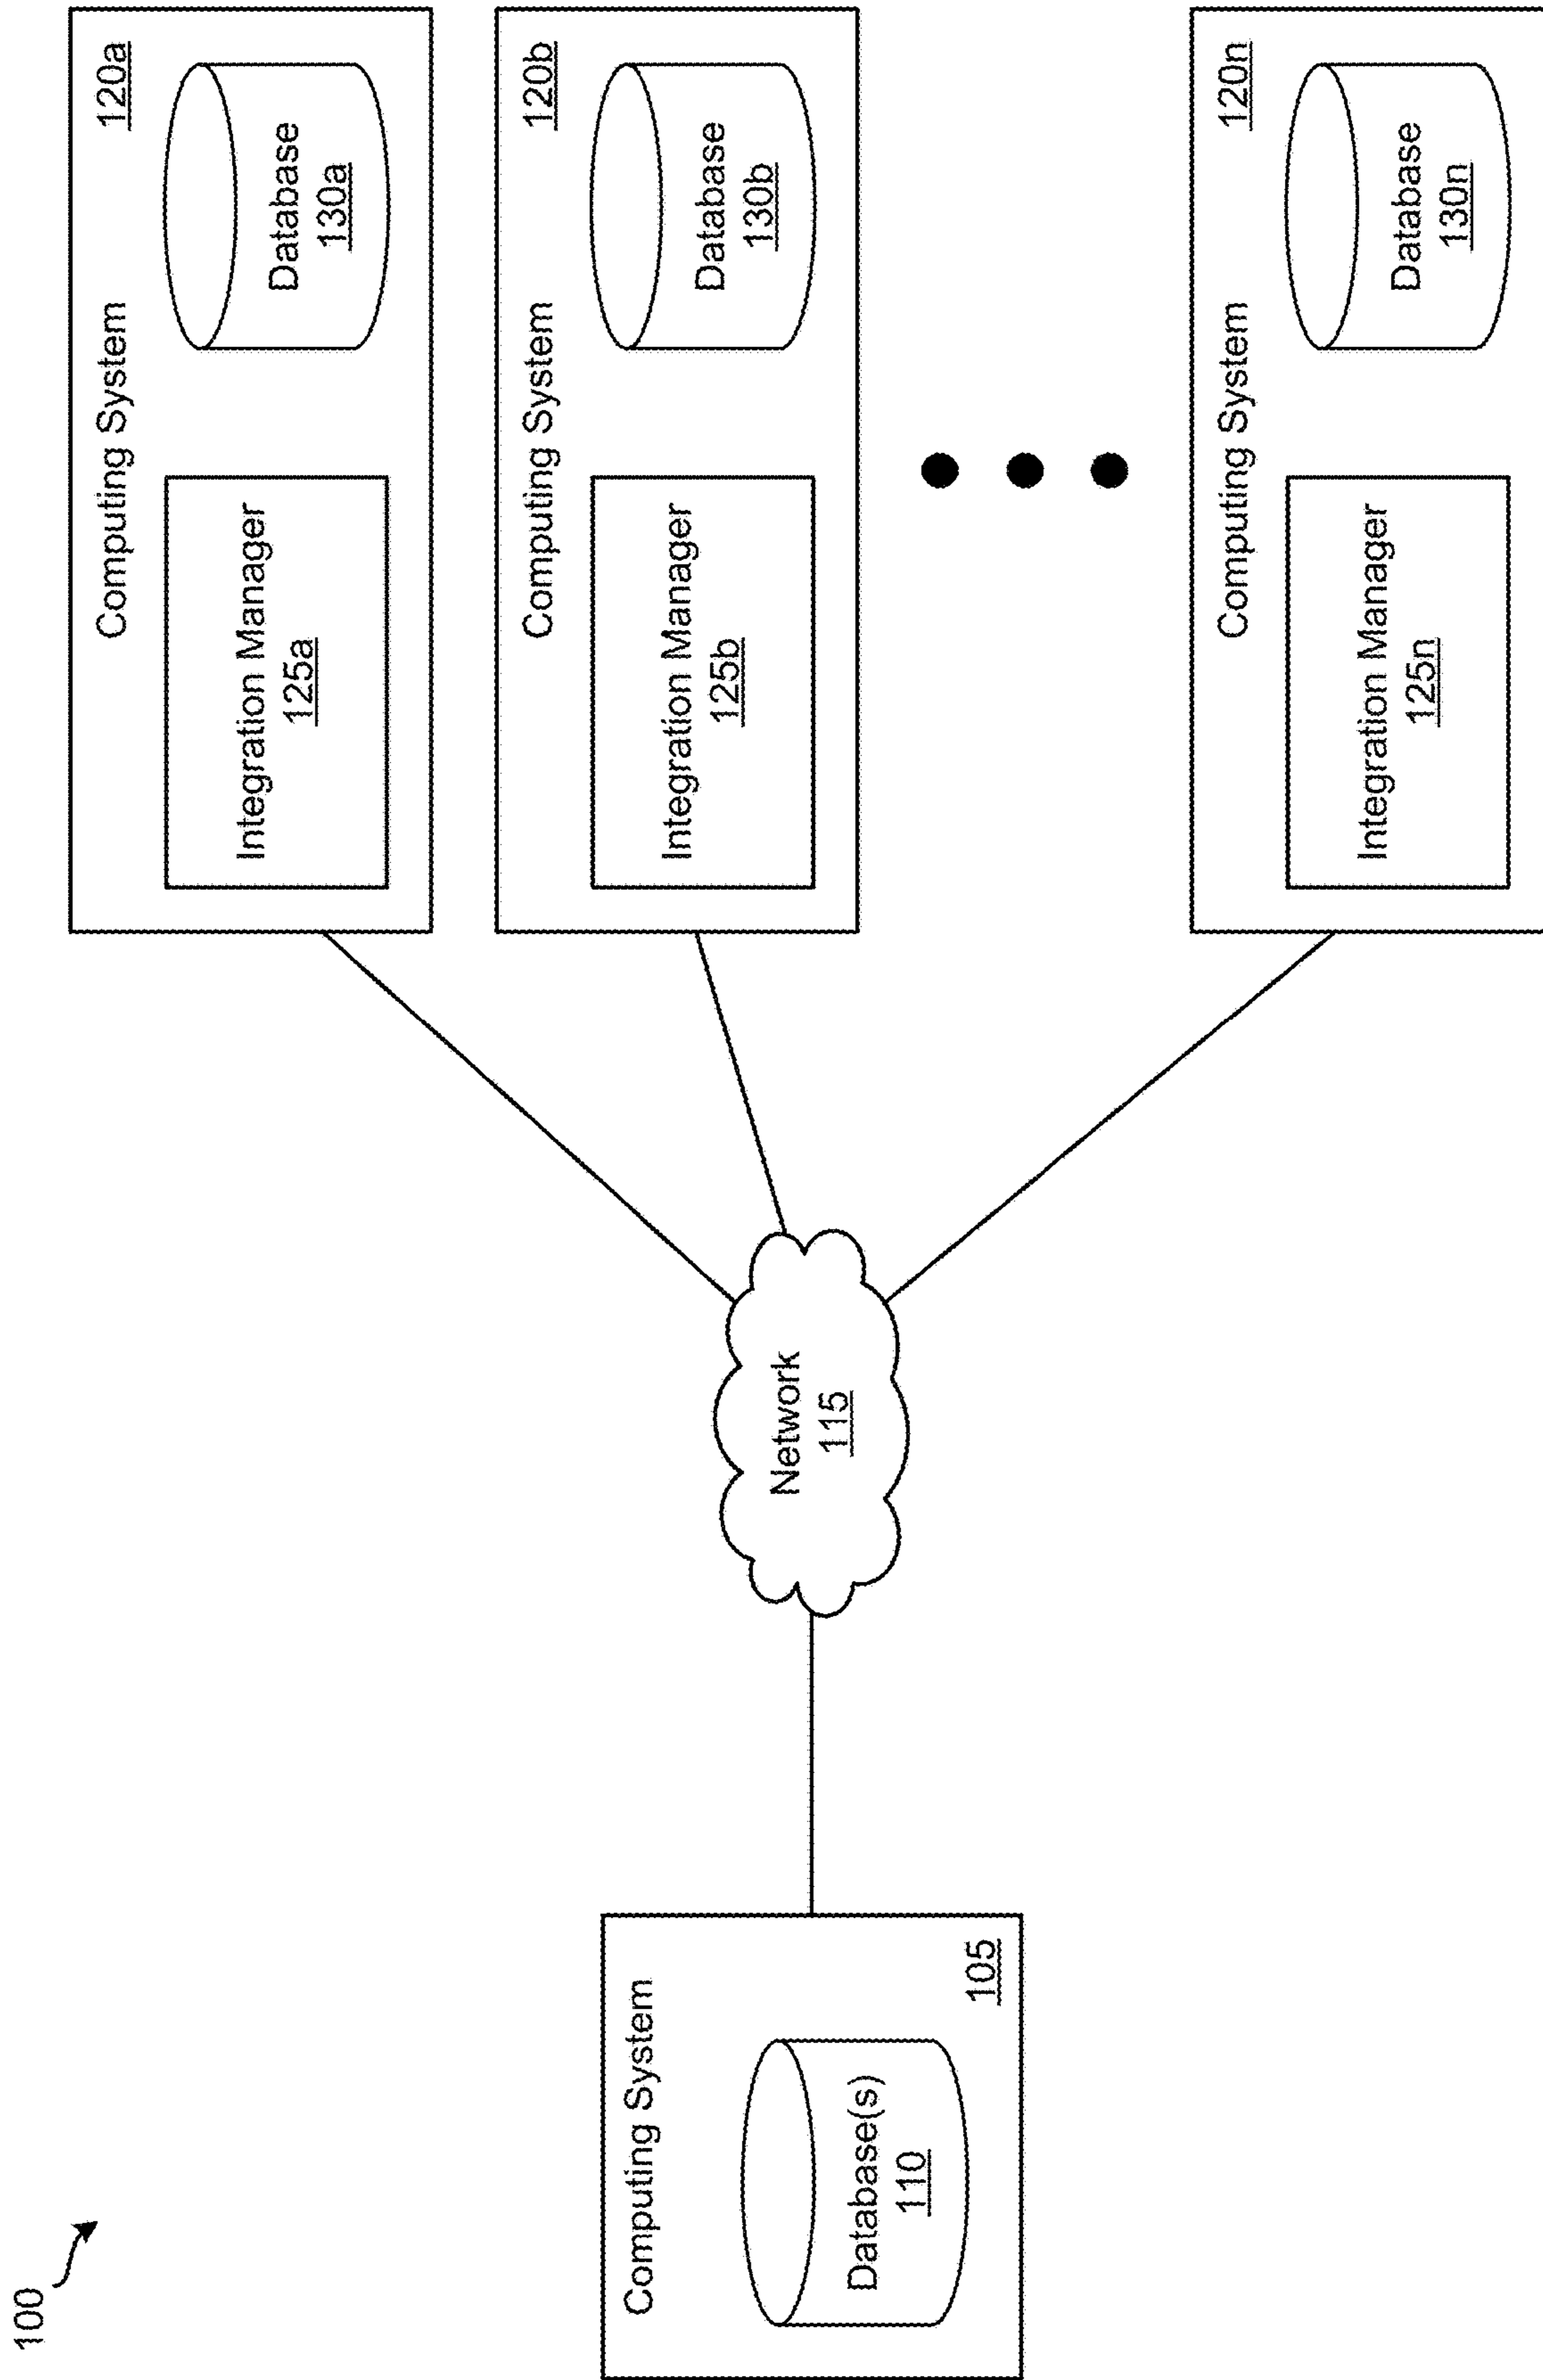 100
Computing System
Database(s)
110
105
Network
115
Computing System
120a
Integration Manager
125a
Database
130a
Computing System
120b
Integration Manager
125b
Database
130b
Computing System
120n
Integration Manager
125n
Database
130n